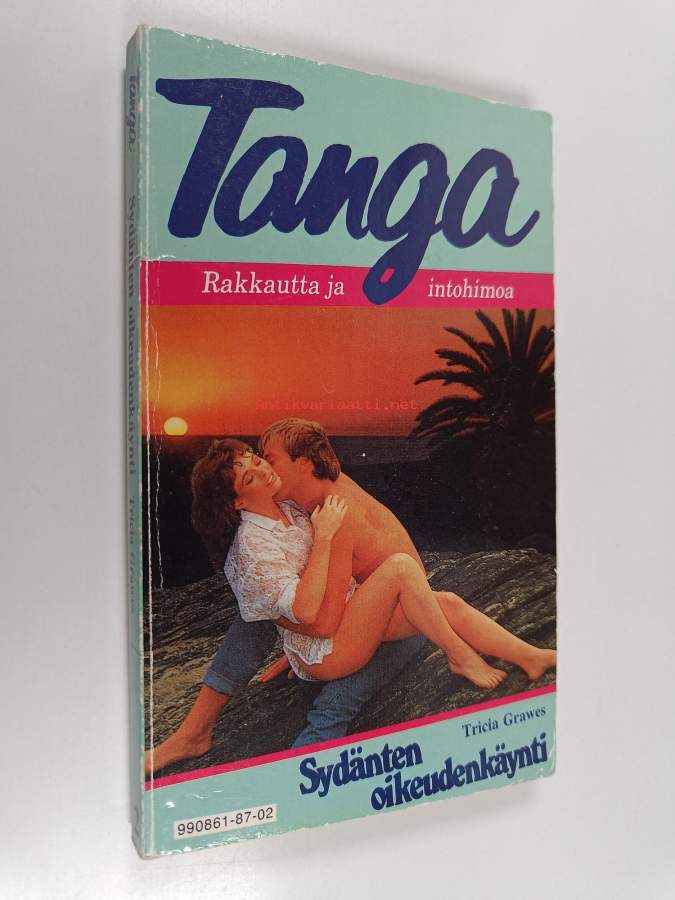 Tanga
Rakkautta ja intohimoa
antikvariaatti.net
Tricia Grawes
Sydänten
oikeudenkäynti
990861-87-02
Tanga Sydänten oikeudenkäynti Tricia Grawes